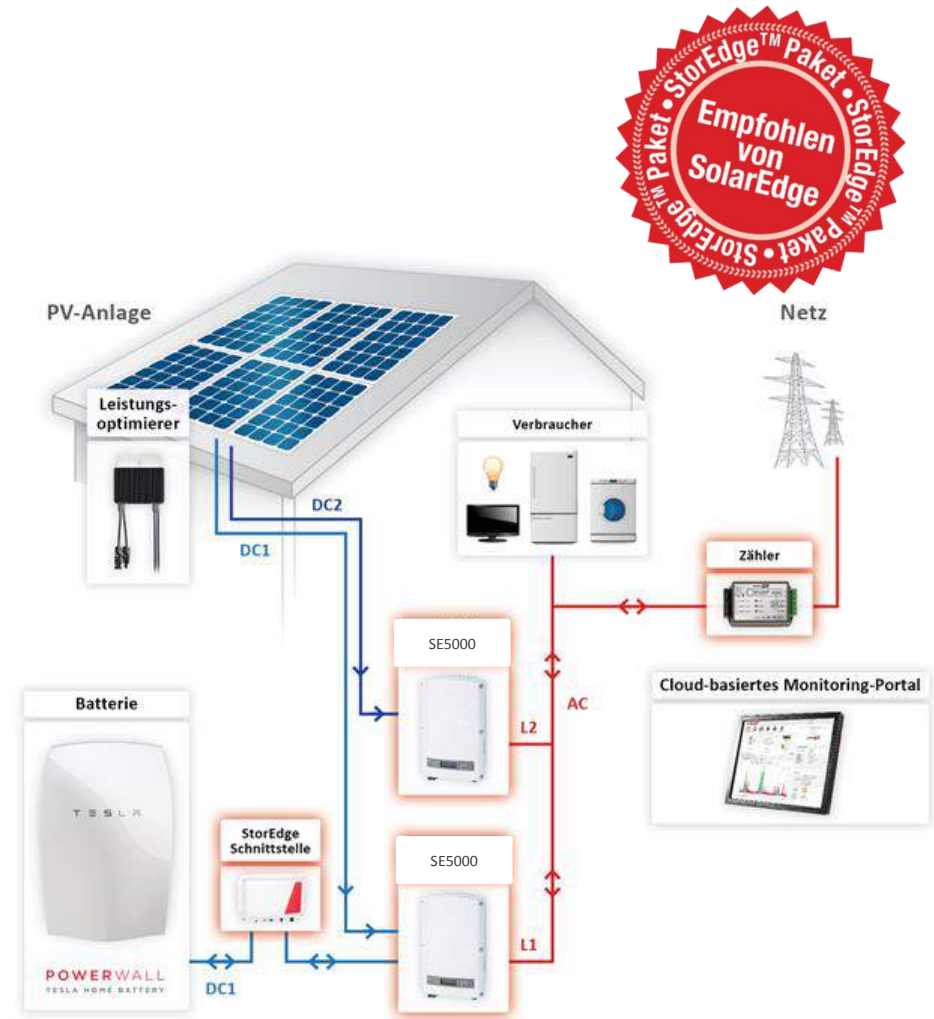 StorEdge™ Paket • StorEdge™ Paket • StorEdge™ Paket •
Empfohlen
von
SolarEdge
PV-Anlage
Netz
Leistungs-
optimierer
Verbraucher
DC2
DC1
Zähler
SE5000
Cloud-basiertes Monitoring-Portal
Batterie
AC
L2
TESLA
StorEdge
Schnittstelle
SE5000
L1
POWERWALL
TESLA HOME BATTERY
DC1